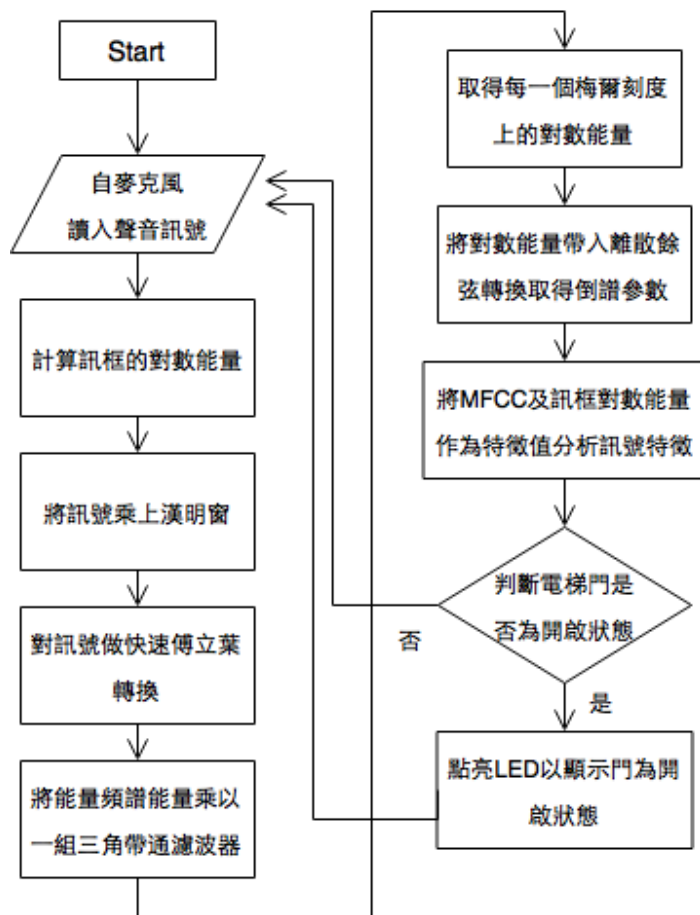 Start
自麥克風
讀入聲音訊號
計算訊框的對數能量
將訊號乘上漢明窗
對訊號做快速傅立葉
轉換
將能量頻譜能量乘以
一組三角帶通濾波器
取得每一個梅爾刻度
上的對數能量
將對數能量帶入離散餘
弦轉換取得倒譜參數
將MFCC及訊框對數能量
作為特徵值分析訊號特徵
判斷電梯門是
否為開啟狀態
否
是
點亮LED以顯示門為開
啟狀態